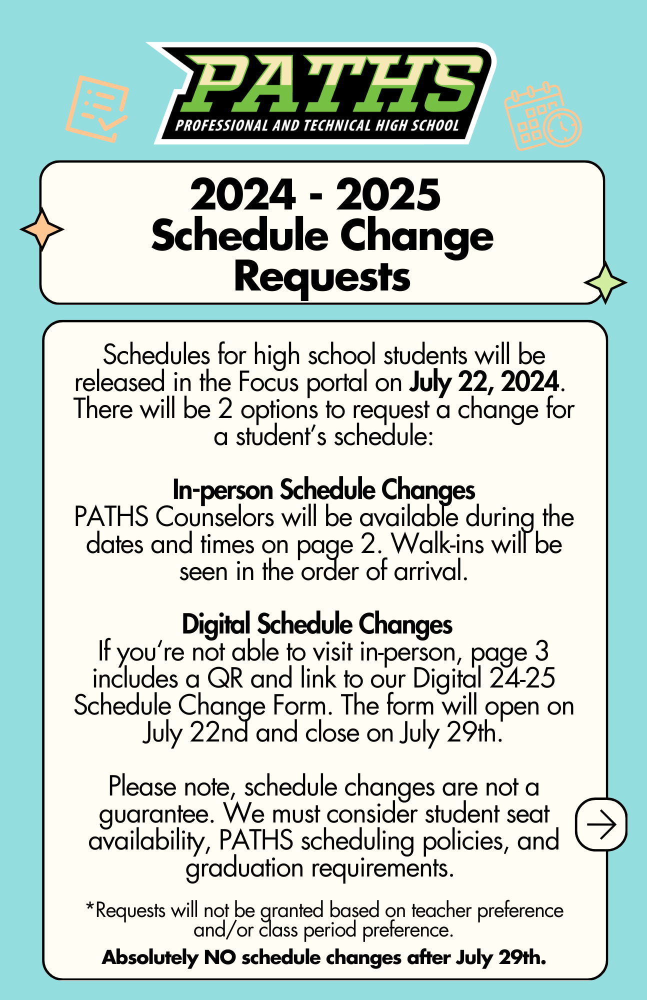 PATHS
PROFESSIONAL AND TECHNICAL HIGH SCHOOL
2024 - 2025
Schedule Change
Requests
Schedules for high school students will be
released in the Focus portal on July 22, 2024.
There will be 2 options to request a change for
a student’s schedule:
In-person Schedule Changes
PATHS Counselors will be available during the
dates and times on page 2. Walk-ins will be
seen in the order of arrival.
Digital Schedule Changes
If you‘re not able to visit in-person, page 3
includes a QR and link to our Digital 24-25
Schedule Change Form. The form will open on
July 22nd and close on July 29th.
Please note, schedule changes are not a
guarantee. We must consider student seat
availability, PATHS scheduling policies, and
graduation requirements.
*Requests will not be granted based on teacher preference
and/or class period preference.
Absolutely NO schedule changes after July 29th.